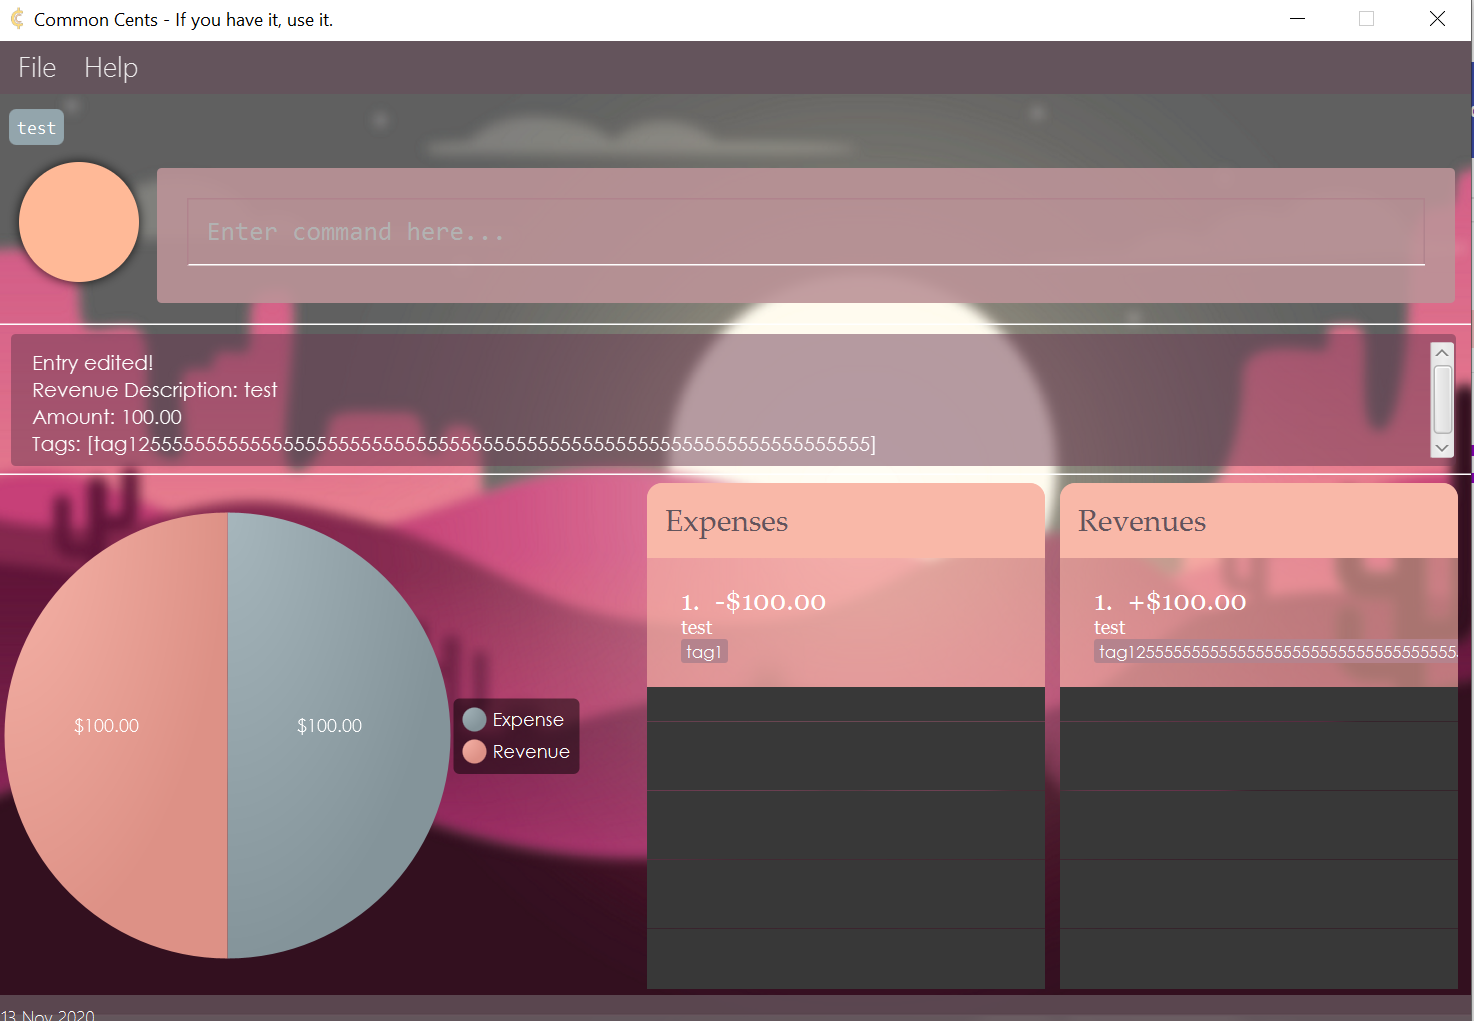 Common Cents - If you have it, use it.
File Help
test
Enter command here...
Entry edited!
Revenue Description: test
Amount: 100.00
Tags: [tag125555555555555555555555555555555555555555555555555555555555555555555]
Expenses
1. -$100.00
test
tag1
Revenues
1. +$100.00
test
$100.00
$100.00
Expense
Revenue
13 Nov 2020